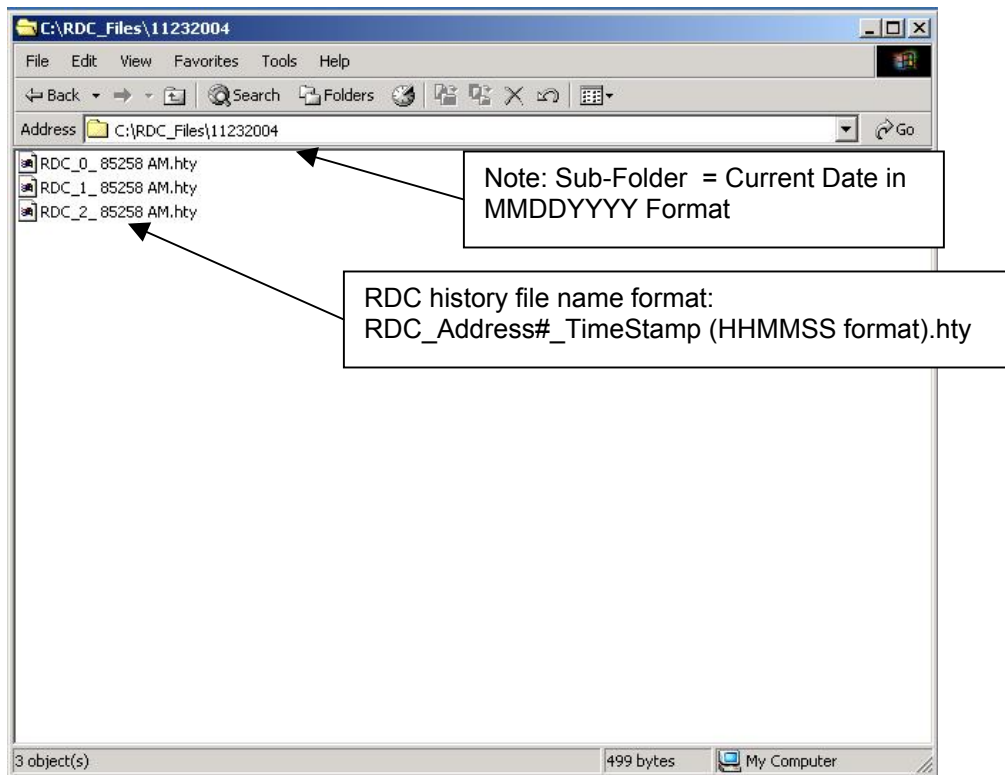 C:\RDC_Files\11232004
File Edit View Favorites Tools Help
Back Search Folders
Address C:\RDC_Files\11232004 Go
RDC_0_ 85258 AM.hty
RDC_1_ 85258 AM.hty
RDC_2_ 85258 AM.hty
Note: Sub-Folder = Current Date in
MMDDYYYY Format
RDC history file name format:
RDC_Address#_TimeStamp (HHMMSS format).hty
3 object(s) 499 bytes My Computer